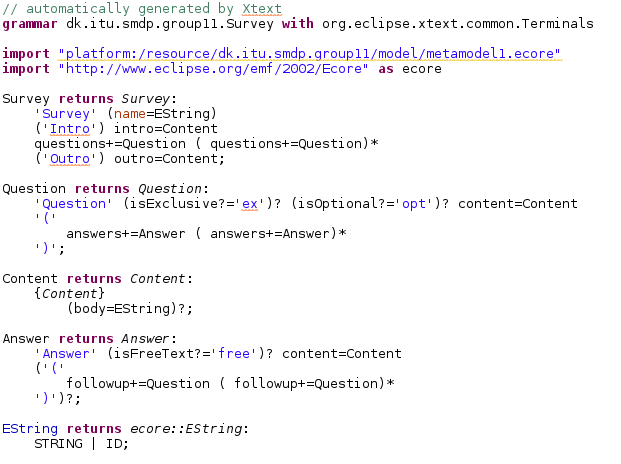 // automatically generated by Xtext
grammar dk.itu.smdp.group11.Survey with org.eclipse.xtext.common.Terminals
import "platform:/resource/dk.itu.smdp.group11/model/metamodel1.ecore"
import "http://www.eclipse.org/emf/2002/Ecore" as ecore
Survey returns Survey:
'Survey' (name=EString)
('Intro') intro=Content
questions+=Question ( questions+=Question)*
('Outro') outro=Content;
Question returns Question:
'Question' (isExclusive?='ex')? (isOptional?='opt')? content=Content
'('
answers+=Answer ( answers+=Answer)*
')';
Content returns Content:
{Content}
(body=EString)?;
Answer returns Answer:
'Answer' (isFreeText?='free')? content=Content
('('
followup+=Question ( followup+=Question)*
')')?;
EString returns ecore::EString:
STRING | ID;